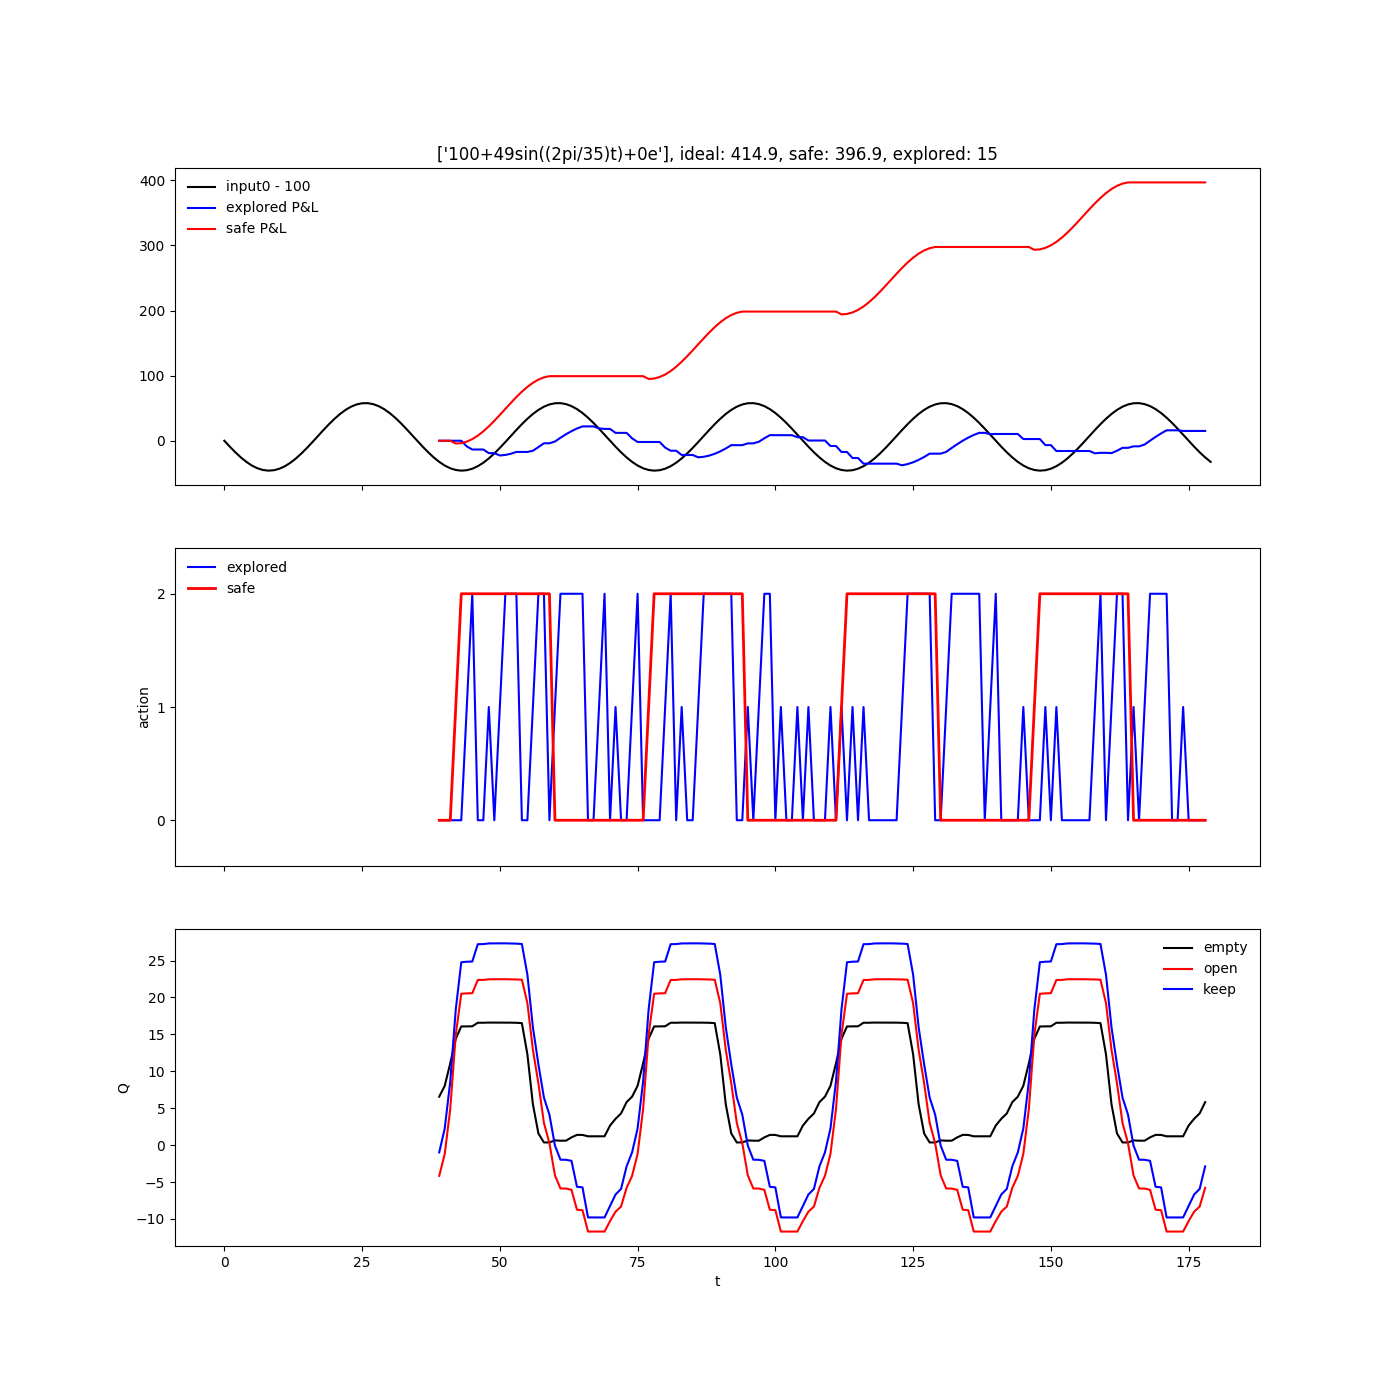 ['100+49sin((2pi/35)t)+0e'], ideal: 414.9, safe: 396.9, explored: 15
400
300
200
100
0
input0 - 100
explored P&L
safe P&L
action
2
1
0
explored
safe
Q
25
20
15
10
5
0
−5
−10
empty
open
keep
0 25 50 75 100 125 150 175
t